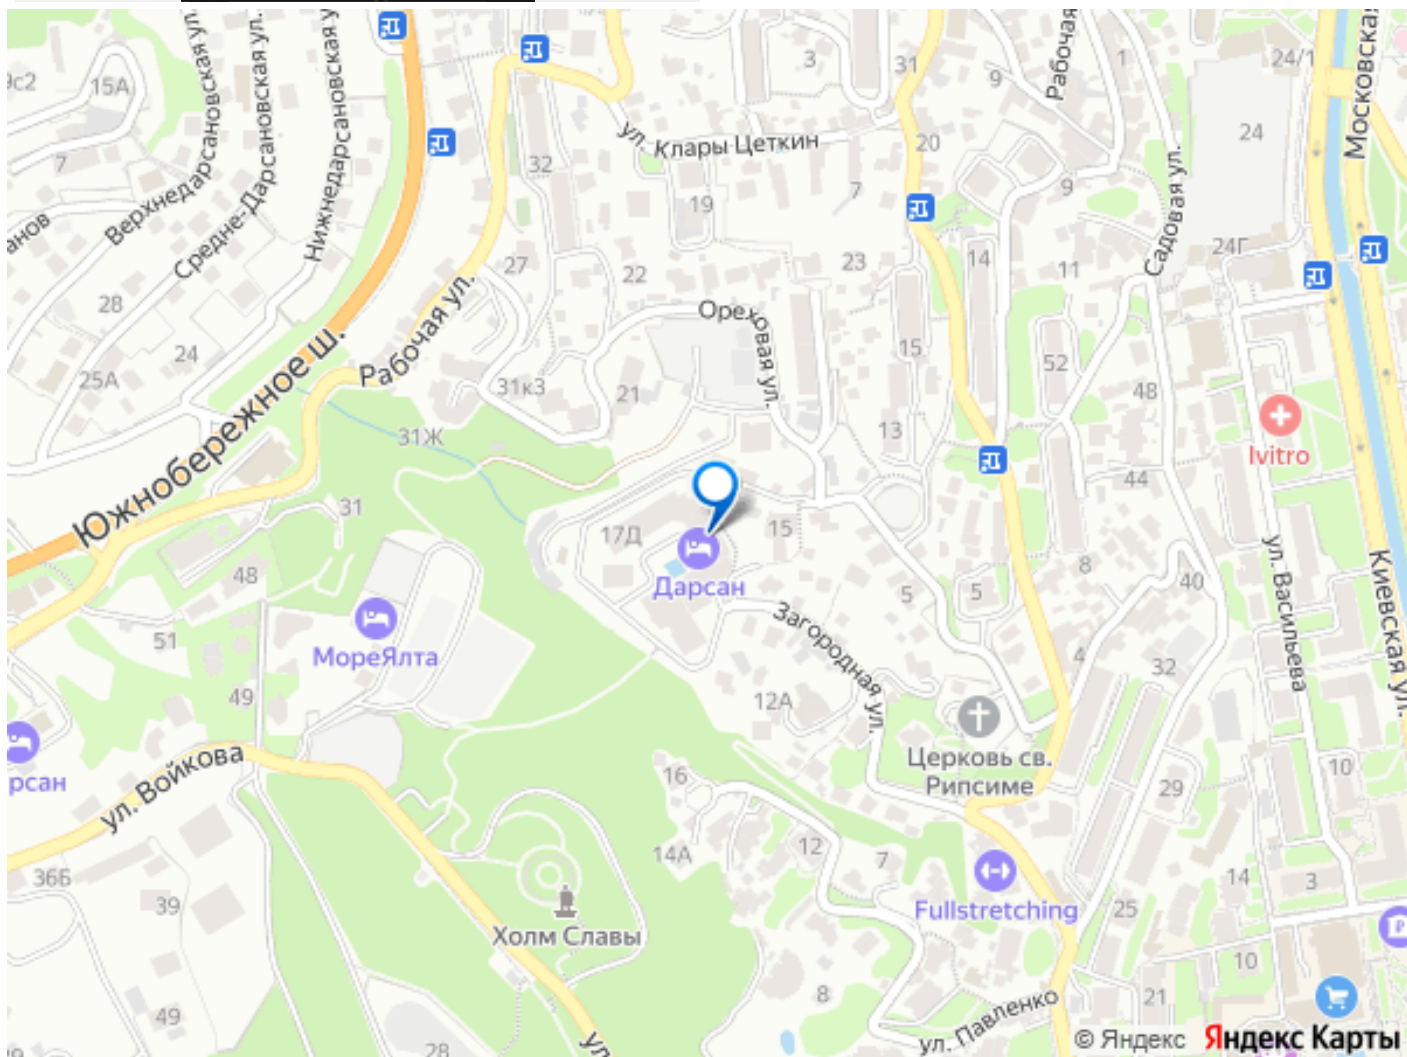 9с2
15А
7
Верхнедарсановская ул.
Средне-Дарсановская ул.
Нижнедарсановская у
анов
28
24
25А
Южнобережное ш.
Рабочая ул.
32
27
22
19
ул. Клары Цеткин
3
7
31
20
9
1
Рабочая
9
24/1
24
Московская
Садовая ул.
24Г
23
14
11
Ореховая ул.
15
52
48
21
31к3
31Ж
13
44
Ivitro
31
17Д
15
Дарсан
48
5
5
8
40
ул. Васильева
Киевская ул.
51
МореЯлта
49
Загородная ул.
12А
4
32
Церковь св.
Рипсиме
рсан
ул. Войкова
16
29
10
14А
12
7
36Б
39
Fullstretching
14
3
25
Холм Славы
10
8
21
49
28
ул. Павленко
ул
© Яндекс Яндекс Карты